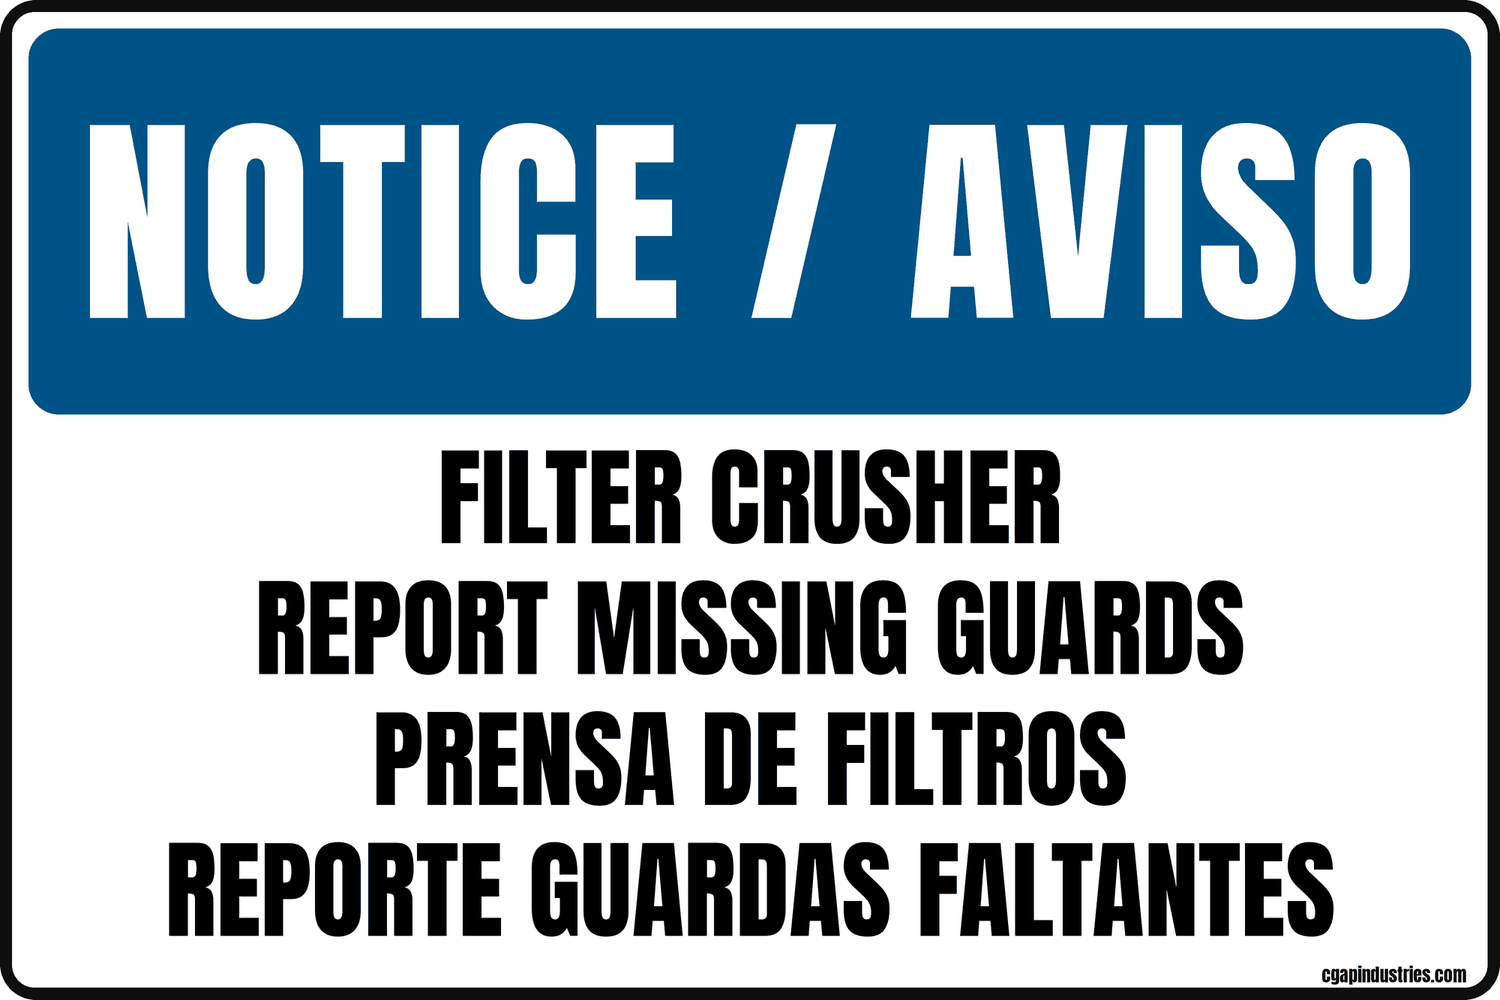 NOTICE / AVISO
FILTER CRUSHER
REPORT MISSING GUARDS
PRENSA DE FILTROS
REPORTE GUARDAS FALTANTES
cgapindustries.com